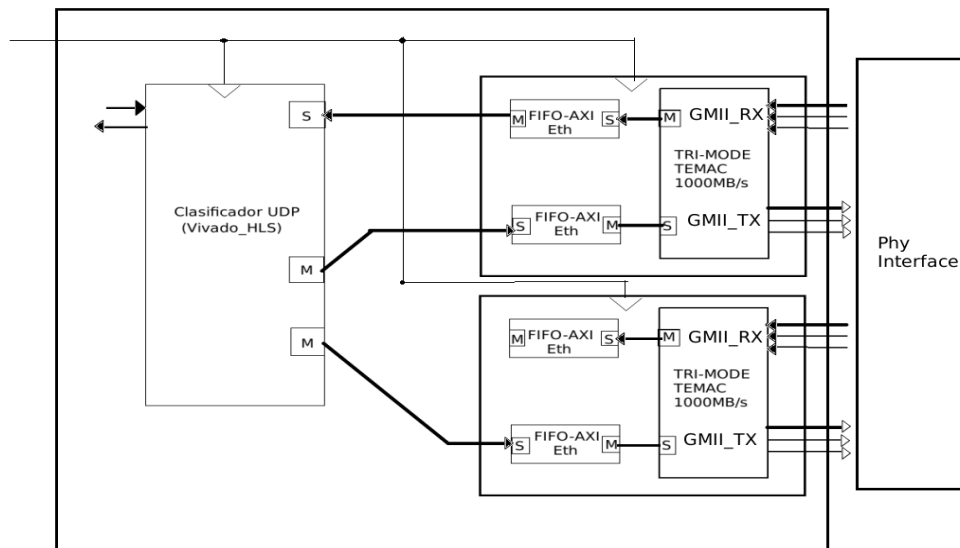 S
Clasificador UDP
(Vivado_HLS)
M
M
FIFO-AXI
Eth
M
S
M
GMII_RX
TRI-MODE
TEMAC
1000MB/s
FIFO-AXI
Eth
S
M
S
GMII_TX
FIFO-AXI
Eth
M
S
M
GMII_RX
TRI-MODE
TEMAC
1000MB/s
FIFO-AXI
Eth
S
M
S
GMII_TX
Phy
Interface